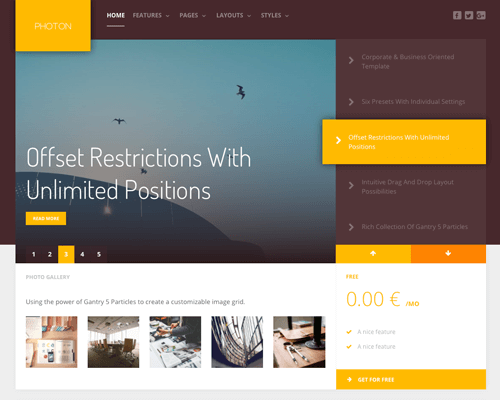 PHOTON
HOME FEATURES PAGES LAYOUTS STYLES
Corporate & Business Oriented
Template
Six Presets With Individual Settings
Offset Restrictions With Unlimited
Positions
Intuitive Drag And Drop Layout
Possibilities
Rich Collection Of Gantry 5 Particles
Offset Restrictions With
Unlimited Positions
READ MORE
1 2 3 4 5
PHOTO GALLERY
Using the power of Gantry 5 Particles to create a customizable image grid.
FREE
0.00 € /MO
A nice feature
A nice feature
GET FOR FREE